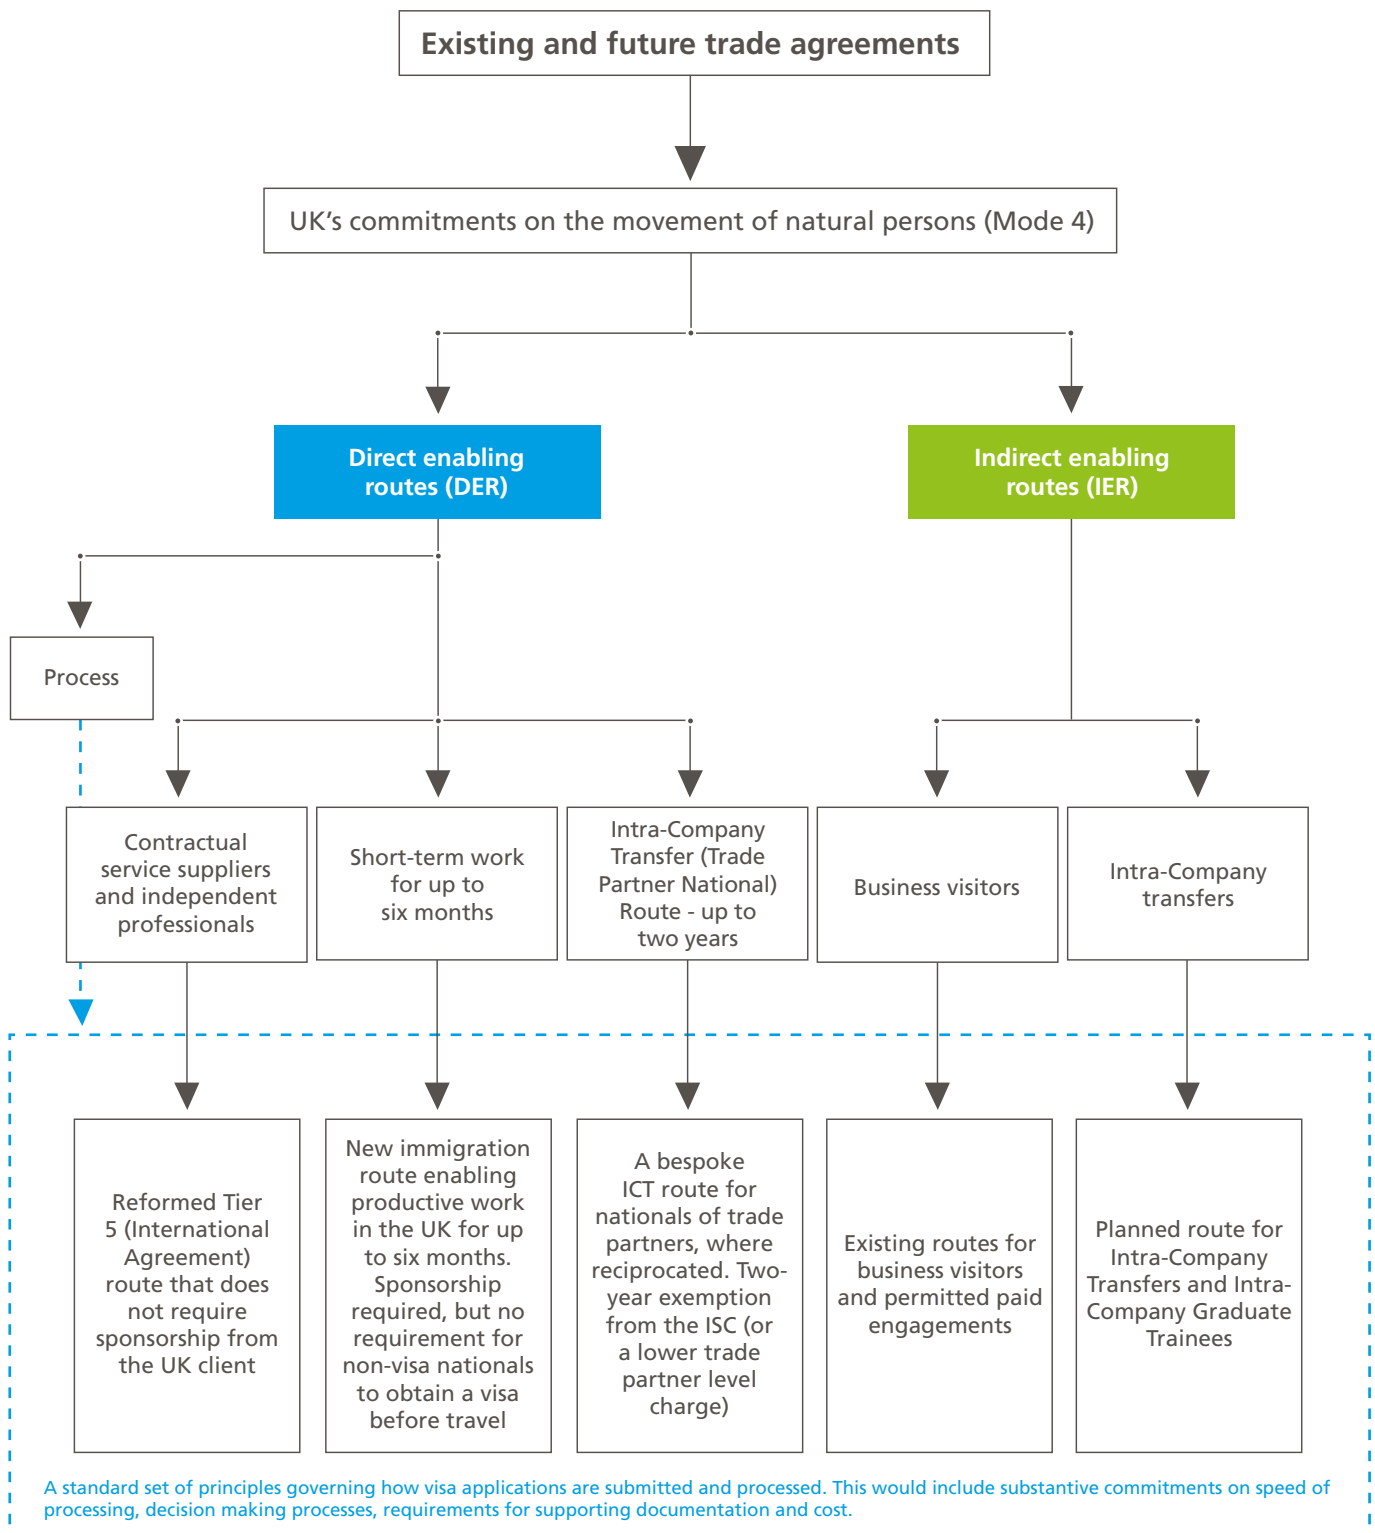 Existing and future trade agreements
UK’s commitments on the movement of natural persons (Mode 4)
Direct enabling
routes (DER)
Indirect enabling
routes (IER)
Process
Contractual
service suppliers
and independent
professionals
Short-term work
for up to
six months
Intra-Company
Transfer (Trade
Partner National)
Route - up to
two years
Business visitors
Intra-Company
transfers
Reformed Tier
5 (International
Agreement)
route that does
not require
sponsorship from
the UK client
New immigration
route enabling
productive work
in the UK for up
to six months.
Sponsorship
required, but no
requirement for
non-visa nationals
to obtain a visa
before travel
A bespoke
ICT route for
nationals of trade
partners, where
reciprocated. Two-
year exemption
from the ISC (or
a lower trade
partner level
charge)
Existing routes for
business visitors
and permitted paid
engagements
Planned route for
Intra-Company
Transfers and Intra-
Company Graduate
Trainees
A standard set of principles governing how visa applications are submitted and processed. This would include substantive commitments on speed of
processing, decision making processes, requirements for supporting documentation and cost.